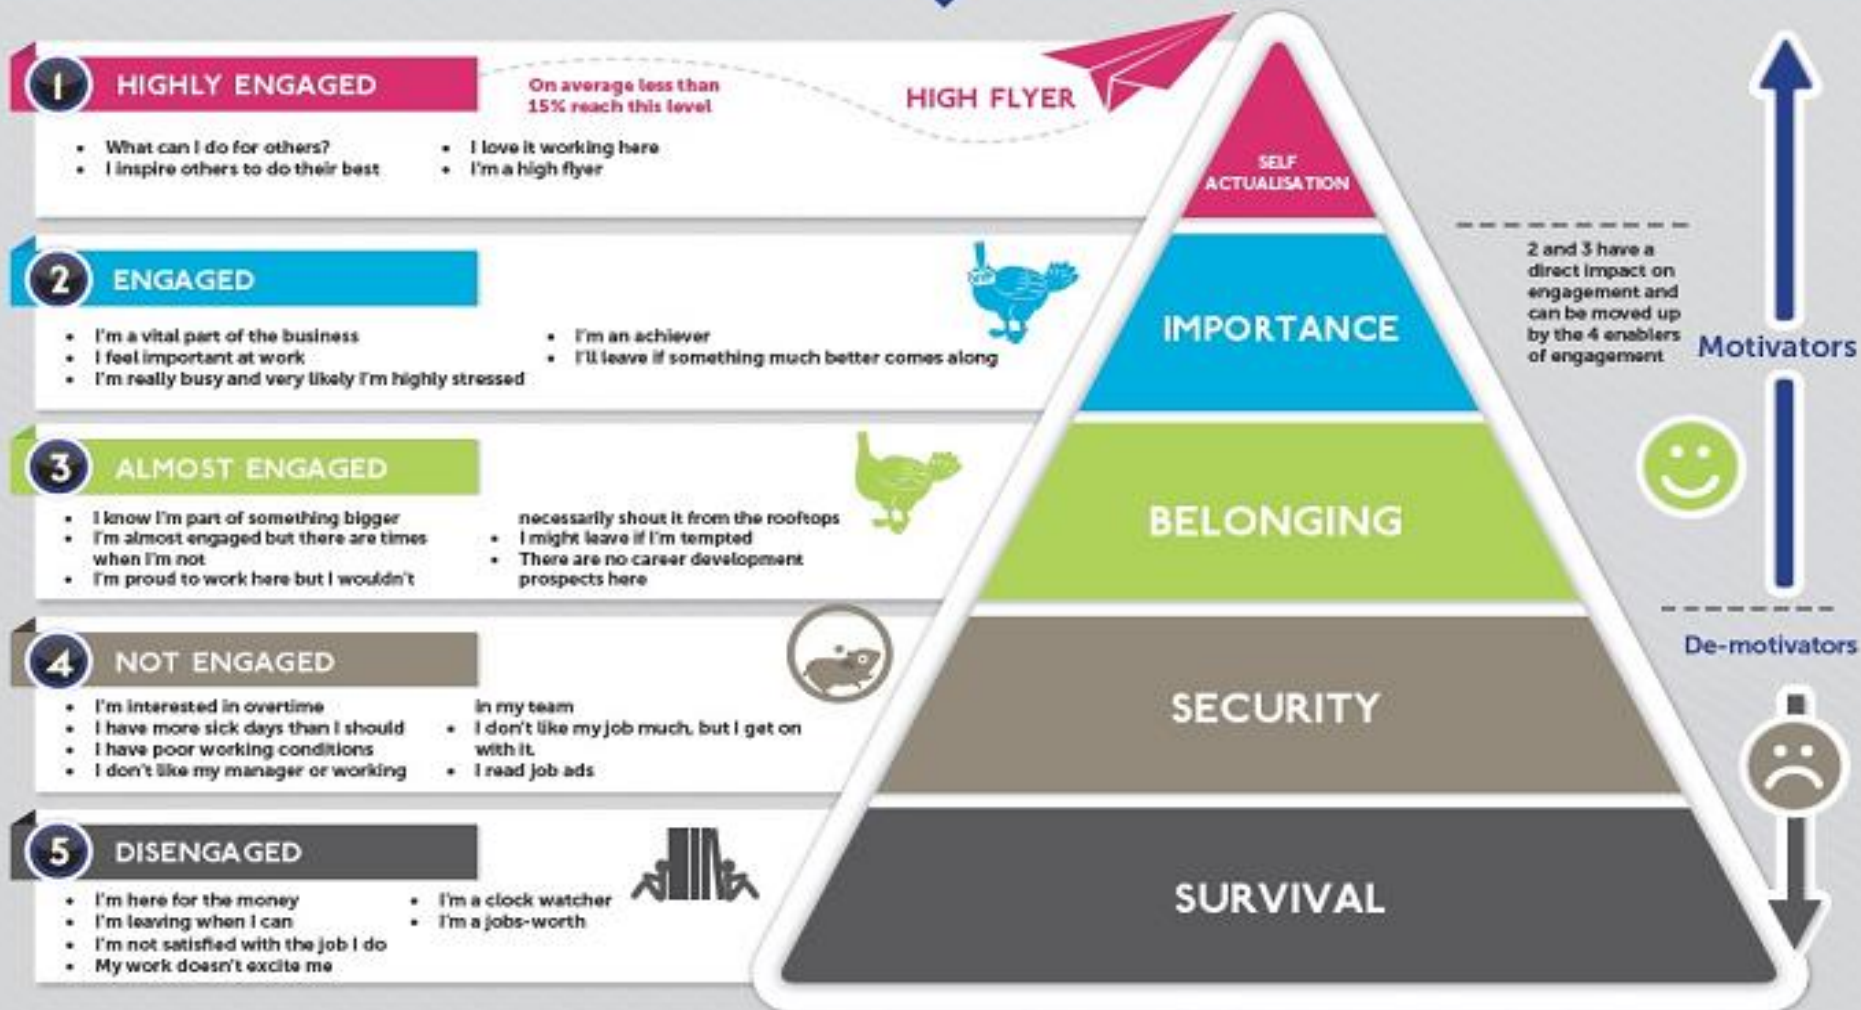 1 HIGHLY ENGAGED
On average less than
15% reach this level
HIGH FLYER
• What can I do for others?
• I inspire others to do their best
• I love it working here
• I'm a high flyer
SELF
ACTUALISATION
2 ENGAGED
• I'm a vital part of the business
• I feel important at work
• I'm really busy and very likely I'm highly stressed
• I'm an achiever
• I'll leave if something much better comes along
IMPORTANCE
2 and 3 have a
direct impact on
engagement and
can be moved up
by the 4 enablers
of engagement
Motivators
3 ALMOST ENGAGED
• I know I'm part of something bigger
• I'm almost engaged but there are times
when I'm not
• I'm proud to work here but I wouldn't
necessarily shout it from the rooftops
• I might leave if I'm tempted
• There are no career development
prospects here
BELONGING
De-motivators
4 NOT ENGAGED
• I'm interested in overtime
• I have more sick days than I should
• I have poor working conditions
• I don't like my manager or working
in my team
• I don't like my job much, but I get on
with it.
• I read job ads
SECURITY
5 DISENGAGED
• I'm here for the money
• I'm leaving when I can
• I'm not satisfied with the job I do
• My work doesn't excite me
• I'm a clock watcher
• I'm a jobs-worth
SURVIVAL